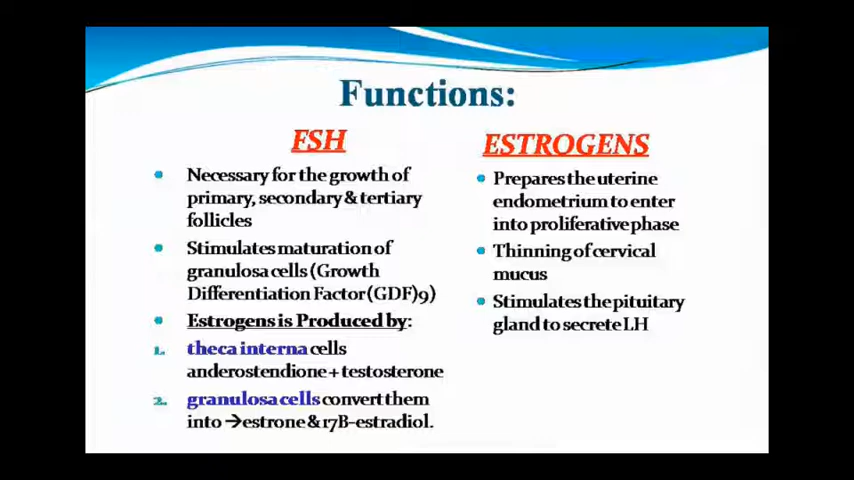 Functions:
FSH
Necessary for the growth of
primary, secondary & tertiary
follicles
Stimulates maturation of
granulosa cells (Growth
Differentiation Factor (GDF)9)
Estrogens is Produced by:
1. theca interna cells
anderostendione + testosterone
2. granulosa cells convert them
into →estrone & 17B-estradiol.
ESTROGENS
Prepares the uterine
endometrium to enter
into proliferative phase
Thinning of cervical
mucus
Stimulates the pituitary
gland to secrete LH